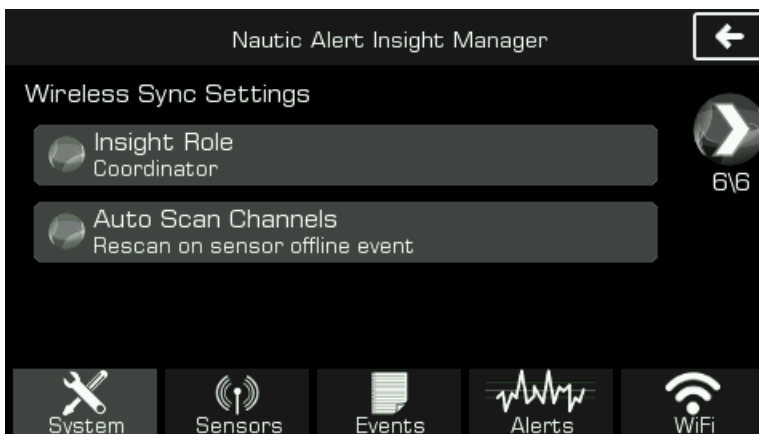 Nautic Alert Insight Manager
Wireless Sync Settings
Insight Role
Coordinator
6\6
Auto Scan Channels
Rescan on sensor offline event
System
Sensors
Events
Alerts
WiFi